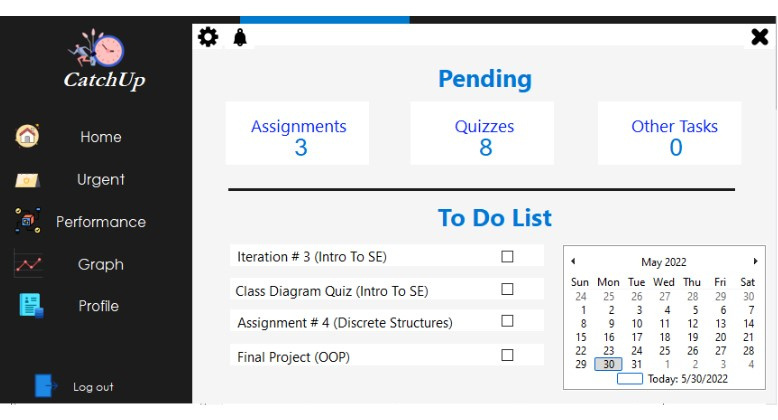 CatchUp
Home
Urgent
Performance
Graph
Profile
Log out
Pending
Assignments
3
Quizzes
8
Other Tasks
0
To Do List
Iteration # 3 (Intro To SE)
Class Diagram Quiz (Intro To SE)
Assignment # 4 (Discrete Structures)
Final Project (OOP)
May 2022
Sun Mon Tue Wed Thu Fri Sat
24 25 26 27 28 29 30
1 2 3 4 5 6 7
8 9 10 11 12 13 14
15 16 17 18 19 20 21
22 23 24 25 26 27 28
29 30 31 1 2 3 4
Today: 5/30/2022